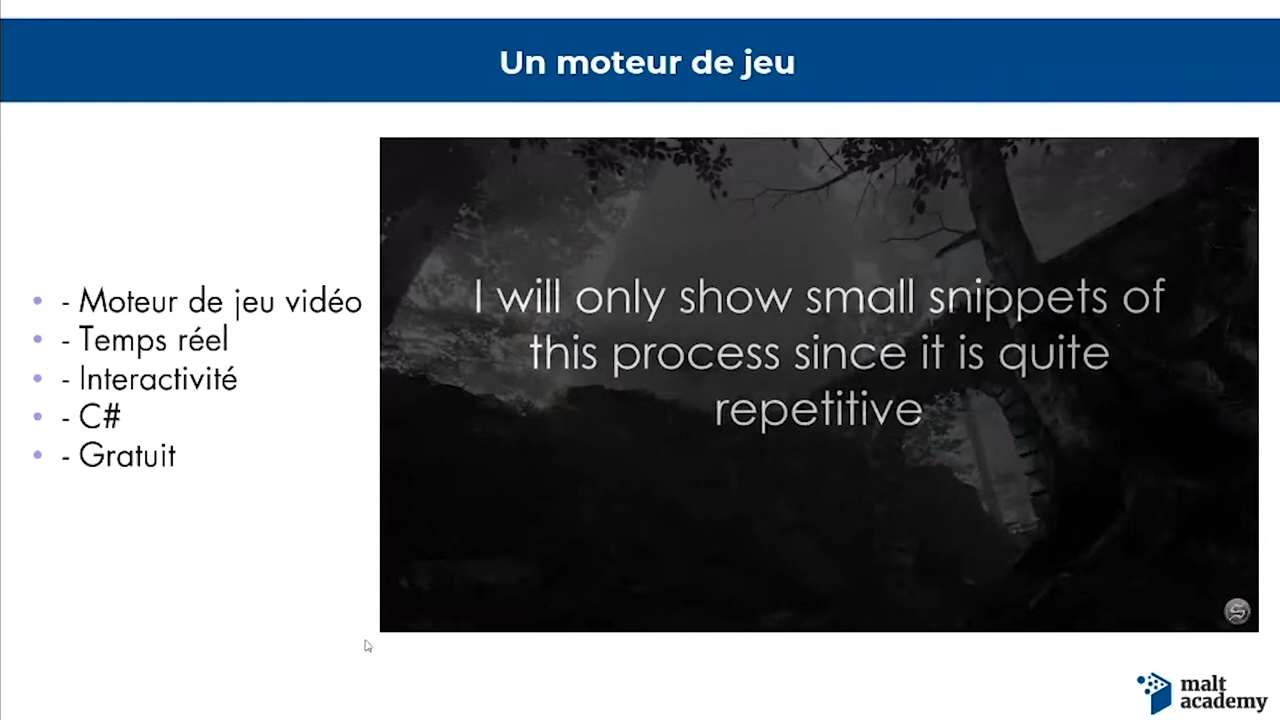 Un moteur de jeu
- Moteur de jeu vidéo
- Temps réel
- Interactivité
- C#
- Gratuit
I will only show small snippets of
this process since it is quite
repetitive
malt
academy